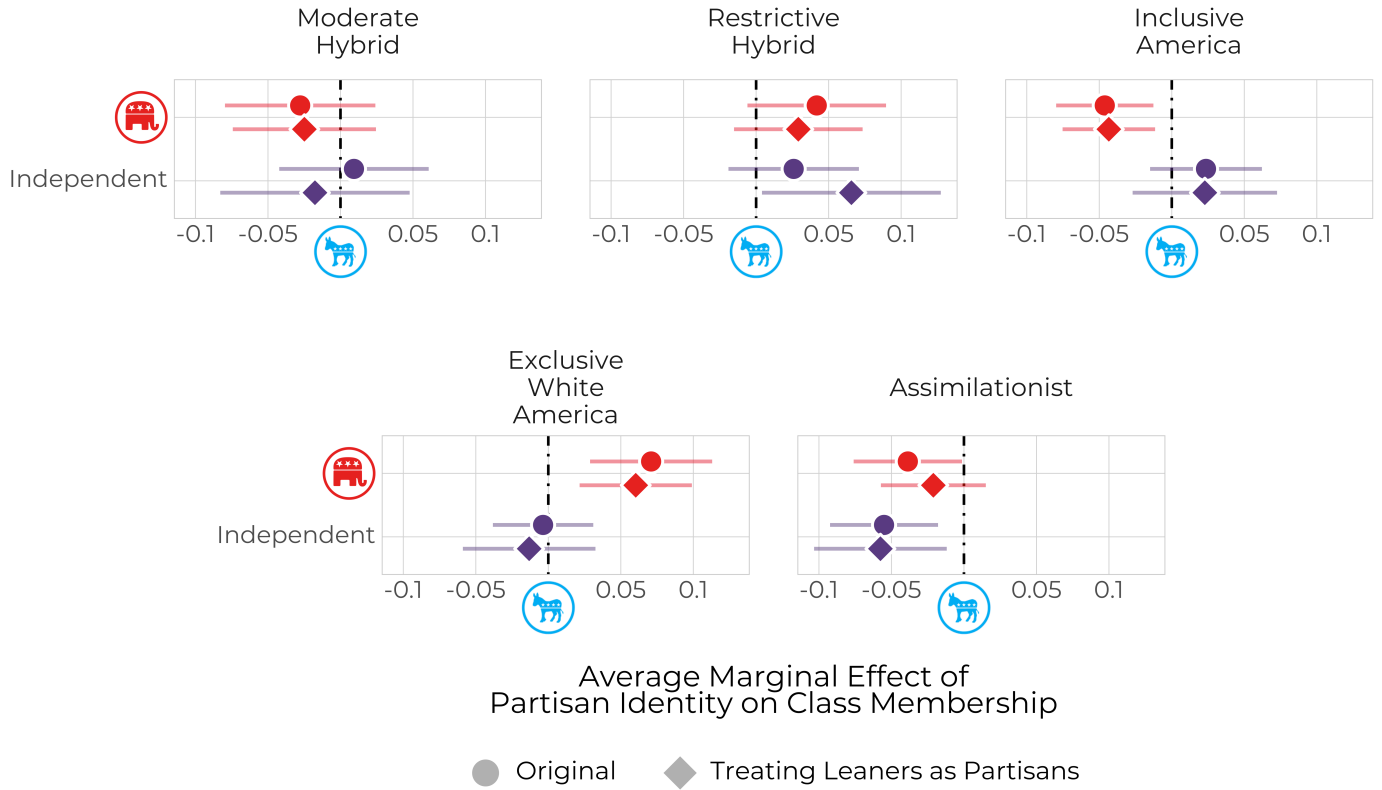 Moderate
Hybrid
Restrictive
Hybrid
Inclusive
America
Independent
-0.1 -0.05 0.05 0.1
-0.1 -0.05 0.05 0.1
-0.1 -0.05 0.05 0.1
Exclusive
White
America
Assimilationist
Independent
-0.1 -0.05 0.05 0.1
-0.1 -0.05 0.05 0.1
Average Marginal Effect of
Partisan Identity on Class Membership
Original Treating Leaners as Partisans